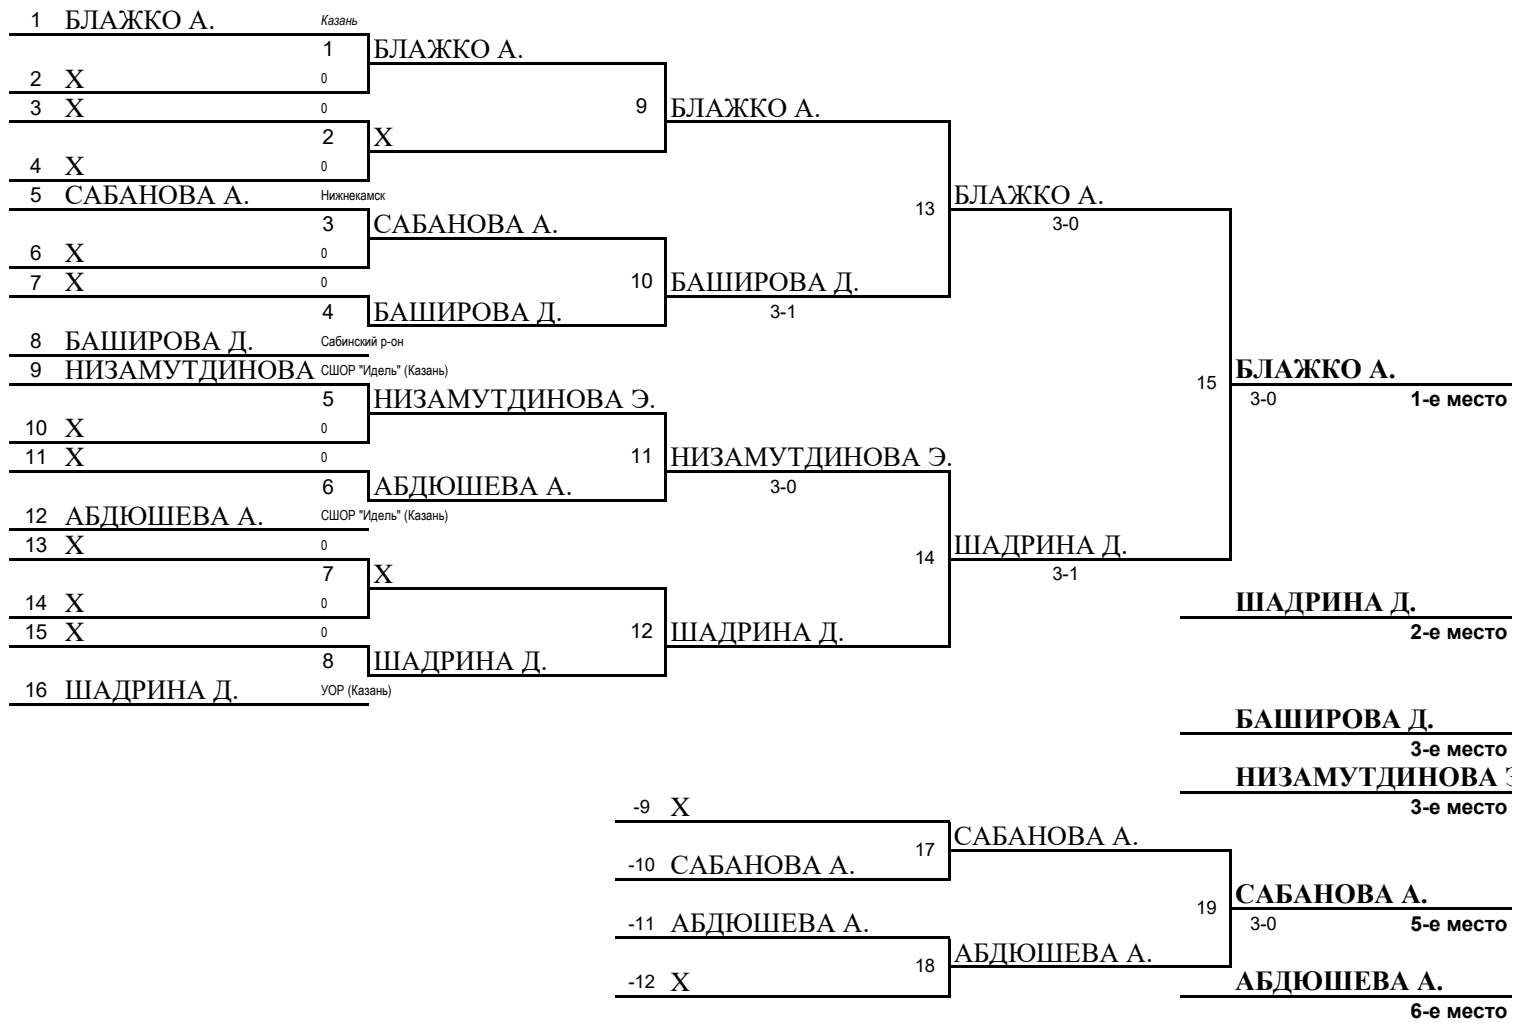 1 БЛАЖКО А. Казань
1 БЛАЖКО А.
2 Х 0
3 Х 0 9 БЛАЖКО А.
2 Х
4 Х 0
5 САБАНОВА А. Нижнекамск 13 БЛАЖКО А.
3 САБАНОВА А. 3-0
6 Х 0
7 Х 0 10 БАШИРОВА Д.
4 БАШИРОВА Д. 3-1
8 БАШИРОВА Д. Сабинский р-он
9 НИЗАМУТДИНОВА СШОР "Идель" (Казань) 15 БЛАЖКО А.
5 НИЗАМУТДИНОВА Э. 3-0 1-е место
10 Х 0
11 Х 0 11 НИЗАМУТДИНОВА Э.
6 АБДЮШЕВА А. 3-0
12 АБДЮШЕВА А. СШОР "Идель" (Казань)
13 Х 0 14 ШАДРИНА Д.
7 Х 3-1
14 Х 0 ШАДРИНА Д.
15 Х 0 12 ШАДРИНА Д. 2-е место
8 ШАДРИНА Д.
16 ШАДРИНА Д. УОР (Казань)
БАШИРОВА Д.
3-е место
НИЗАМУТДИНОВА Э
-9 Х 3-е место
17 САБАНОВА А.
-10 САБАНОВА А.
19 САБАНОВА А.
-11 АБДЮШЕВА А. 3-0 5-е место
18 АБДЮШЕВА А.
-12 Х АБДЮШЕВА А.
6-е место